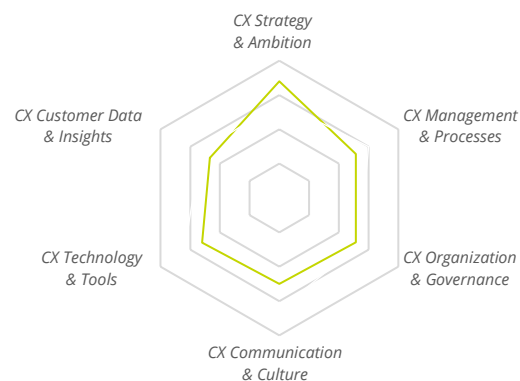 CX Strategy
& Ambition
CX Customer Data
& Insights
CX Management
& Processes
CX Technology
& Tools
CX Organization
& Governance
CX Communication
& Culture